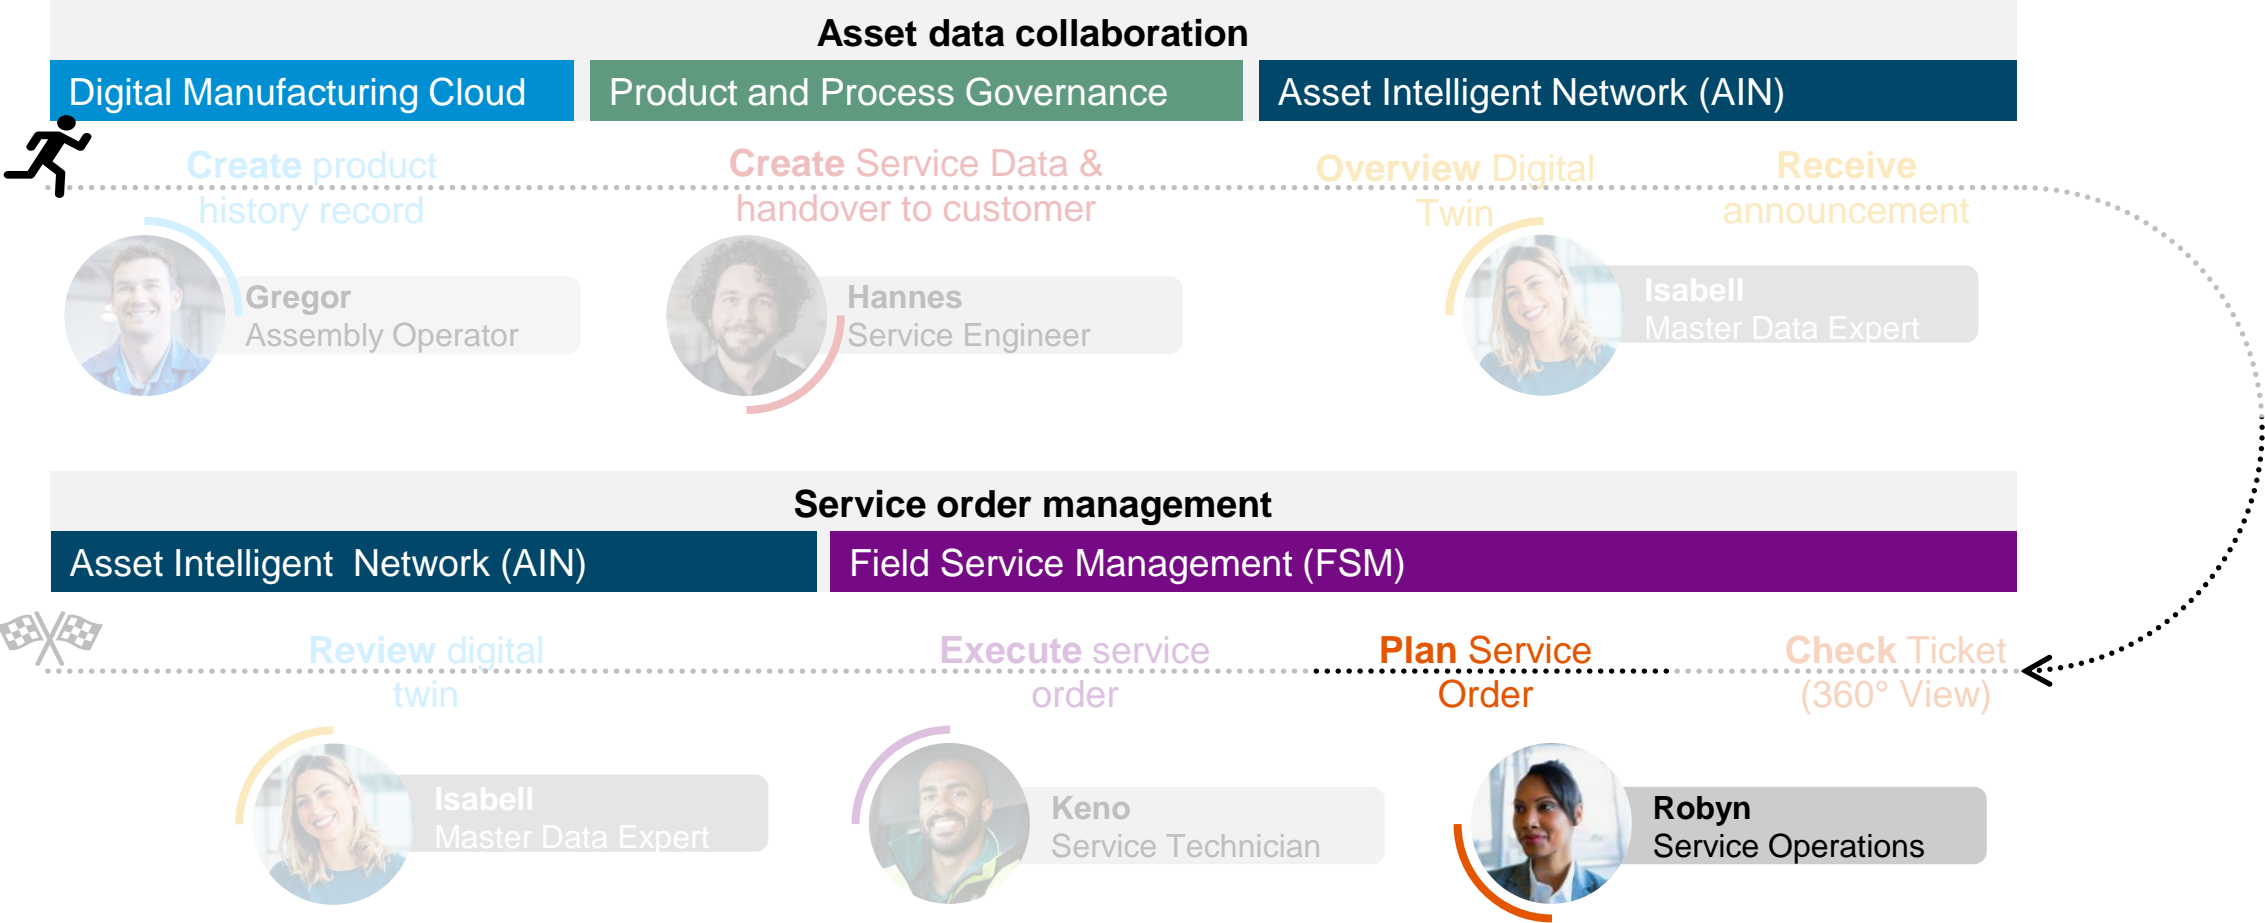 Asset data collaboration
Digital Manufacturing Cloud
Product and Process Governance
Asset Intelligent Network (AIN)
Create product
history record
Create Service Data &
handover to customer
Overview Digital
Twin
Receive
announcement
Gregor
Assembly Operator
Hannes
Service Engineer
Isabell
Master Data Expert
Service order management
Asset Intelligent  Network (AIN)
Field Service Management (FSM)
Review digital
twin
Execute service
order
Plan Service
Order
Check Ticket
(360° View)
Isabell
Master Data Expert
Keno
Service Technician
Robyn
Service Operations